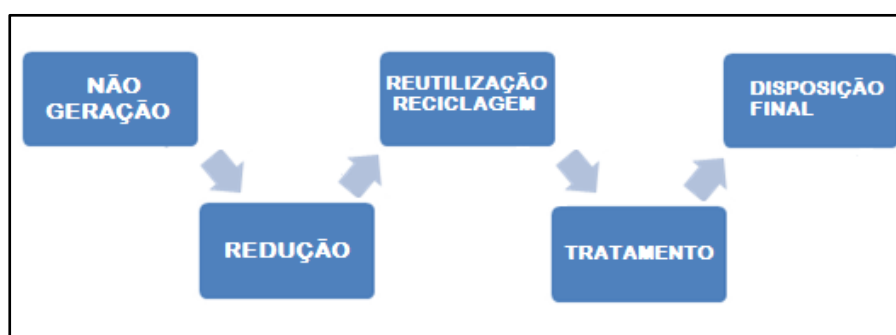 NÃO
GERAÇÃO
REDUÇÃO
REUTILIZAÇÃO
RECICLAGEM
TRATAMENTO
DISPOSIÇÃO
FINAL